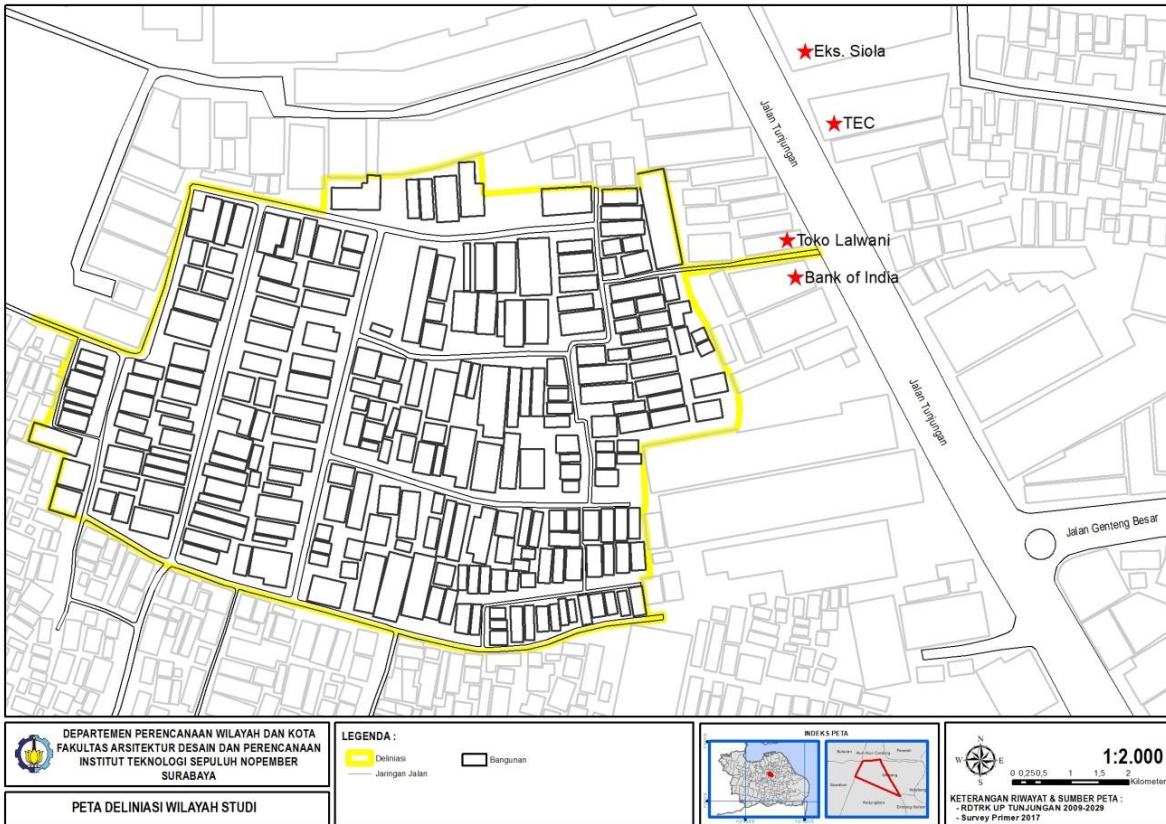 Eks. Siola
Jalan Tunjungan
TEC
Toko Lalwani
Bank of India
Jalan Tunjungan
Jalan Genteng Besar
DEPARTEMEN PERENCANAAN WILAYAH DAN KOTA
FAKULTAS ARSITEKTUR DESAIN DAN PERENCANAAN
INSTITUT TEKNOLOGI SEPULUH NOPEMBER
SURABAYA
PETA DELINIASI WILAYAH STUDI
LEGENDA :
Deliniasi
Bangunan
Jaringan Jalan
INDEKS PETA
N
W E
S
1:2.000
0 0,250,5 1 1,5 2
Kilometer
KETERANGAN RIWAYAT & SUMBER PETA :
- RDTRK UP TUNJUNGAN 2009-2029
- Survey Primer 2017